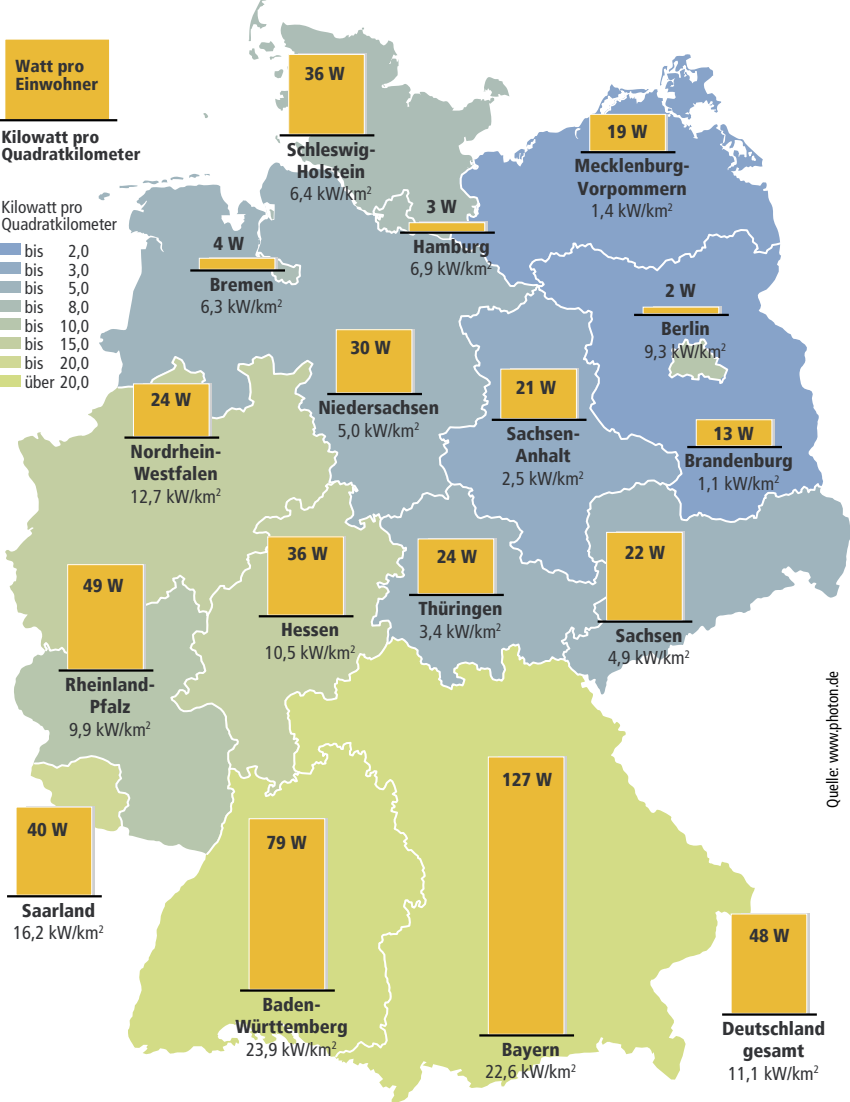 Watt pro
Einwohner
Kilowatt pro
Quadratkilometer
Kilowatt pro
Quadratkilometer
bis 2,0
bis 3,0
bis 5,0
bis 8,0
bis 10,0
bis 15,0
bis 20,0
über 20,0
36 W
Schleswig-
Holstein
6,4 kW/km²
19 W
Mecklenburg-
Vorpommern
1,4 kW/km²
3 W
Hamburg
6,9 kW/km²
4 W
Bremen
6,3 kW/km²
2 W
Berlin
9,3 kW/km²
30 W
Niedersachsen
5,0 kW/km²
21 W
Sachsen-
Anhalt
2,5 kW/km²
24 W
Nordrhein-
Westfalen
12,7 kW/km²
13 W
Brandenburg
1,1 kW/km²
36 W
Hessen
10,5 kW/km²
24 W
Thüringen
3,4 kW/km²
22 W
Sachsen
4,9 kW/km²
49 W
Rheinland-
Pfalz
9,9 kW/km²
40 W
Saarland
16,2 kW/km²
79 W
Baden-
Württemberg
23,9 kW/km²
127 W
Bayern
22,6 kW/km²
48 W
Deutschland
gesamt
11,1 kW/km²
Quelle: www.photon.de